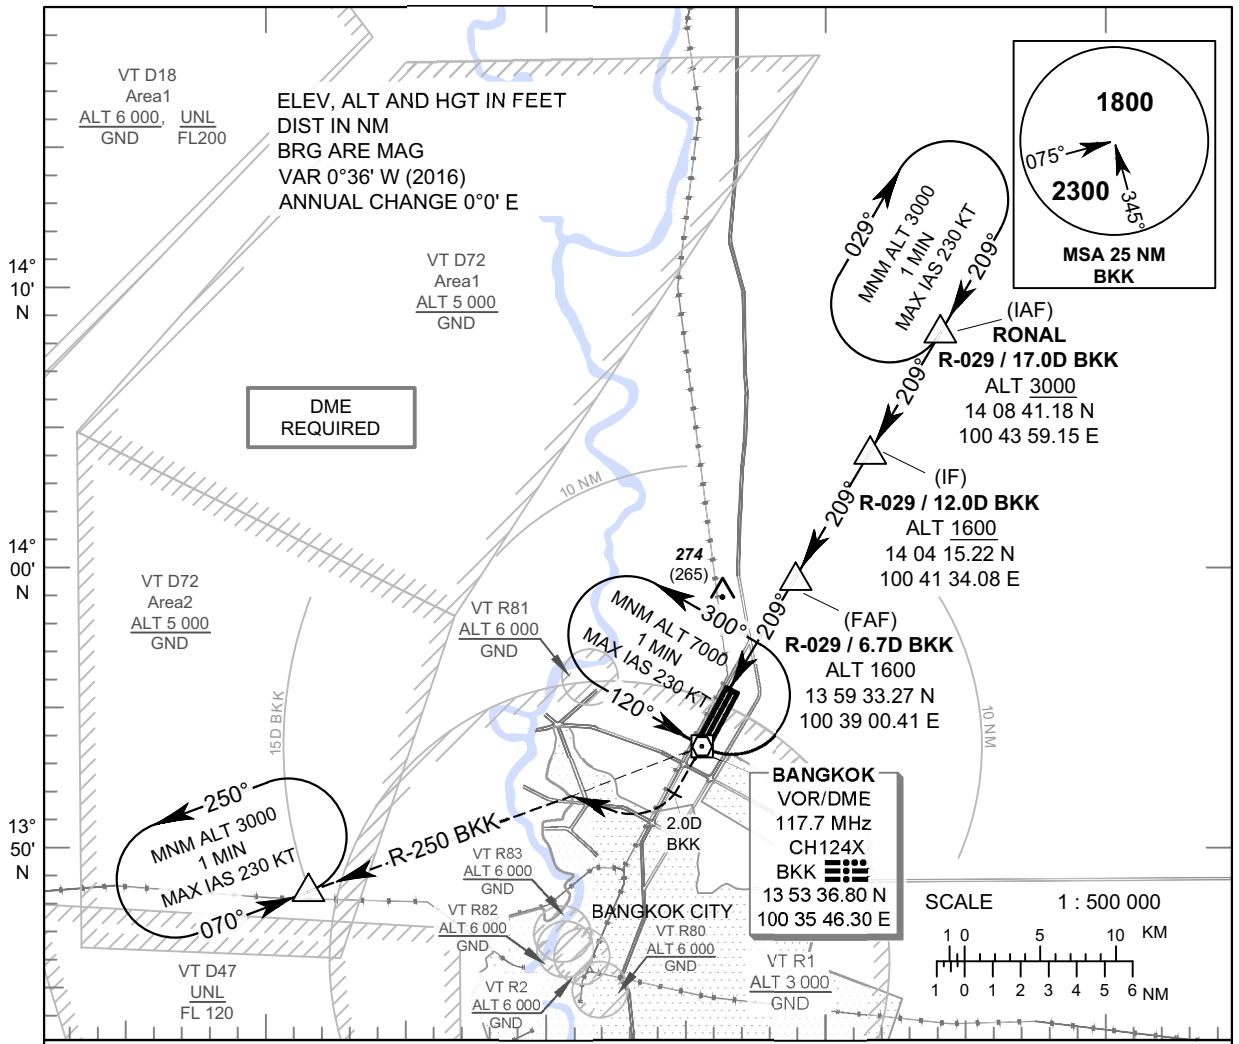 VT D18
Area1
ALT 6 000, UNL
GND FL200
ELEV, ALT AND HGT IN FEET
DIST IN NM
BRG ARE MAG
VAR 0°36' W (2016)
ANNUAL CHANGE 0°0' E
1800
075°
2300
345°
MSA 25 NM
BKK
029°
MNM ALT 3000
1 MIN
MAX IAS 230 KT
209°
VT D72
Area1
ALT 5 000
GND
14°
10'
N
(IAF)
RONAL
R-029 / 17.0D BKK
ALT 3000
14 08 41.18 N
100 43 59.15 E
209°
DME
REQUIRED
10 NM
(IF)
R-029 / 12.0D BKK
ALT 1600
14 04 15.22 N
100 41 34.08 E
209°
14°
00'
N
274
(265)
VT D72
Area2
ALT 5 000
GND
VT R81
ALT 6 000
GND
MNM ALT 7000
1 MIN
MAX IAS 230 KT
300°
120°
209°
(FAF)
R-029 / 6.7D BKK
ALT 1600
13 59 33.27 N
100 39 00.41 E
15D BKK
10 NM
BANGKOK
VOR/DME
117.7 MHz
CH124X
BKK
13 53 36.80 N
100 35 46.30 E
250°
MNM ALT 3000
1 MIN
MAX IAS 230 KT
070°
R-250 BKK
2.0D
BKK
13°
50'
N
VT R83
ALT 6 000
GND
VT R82
ALT 6 000
GND
BANGKOK CITY
VT R80
ALT 6 000
GND
VT R2
ALT 6 000
GND
VT R1
ALT 3 000
GND
VT D47
UNL
FL 120
SCALE 1 : 500 000
1 0 5 10 KM
1 0 1 2 3 4 5 6 NM